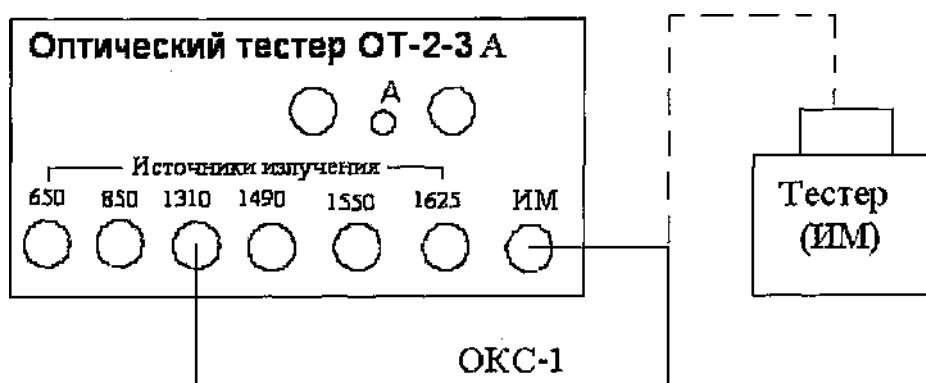 Оптический тестер ОТ-2-3 А
А
Источники излучения
650 850 1310 1490 1550 1625 ИМ
Тестер
(ИМ)
ОКС-1